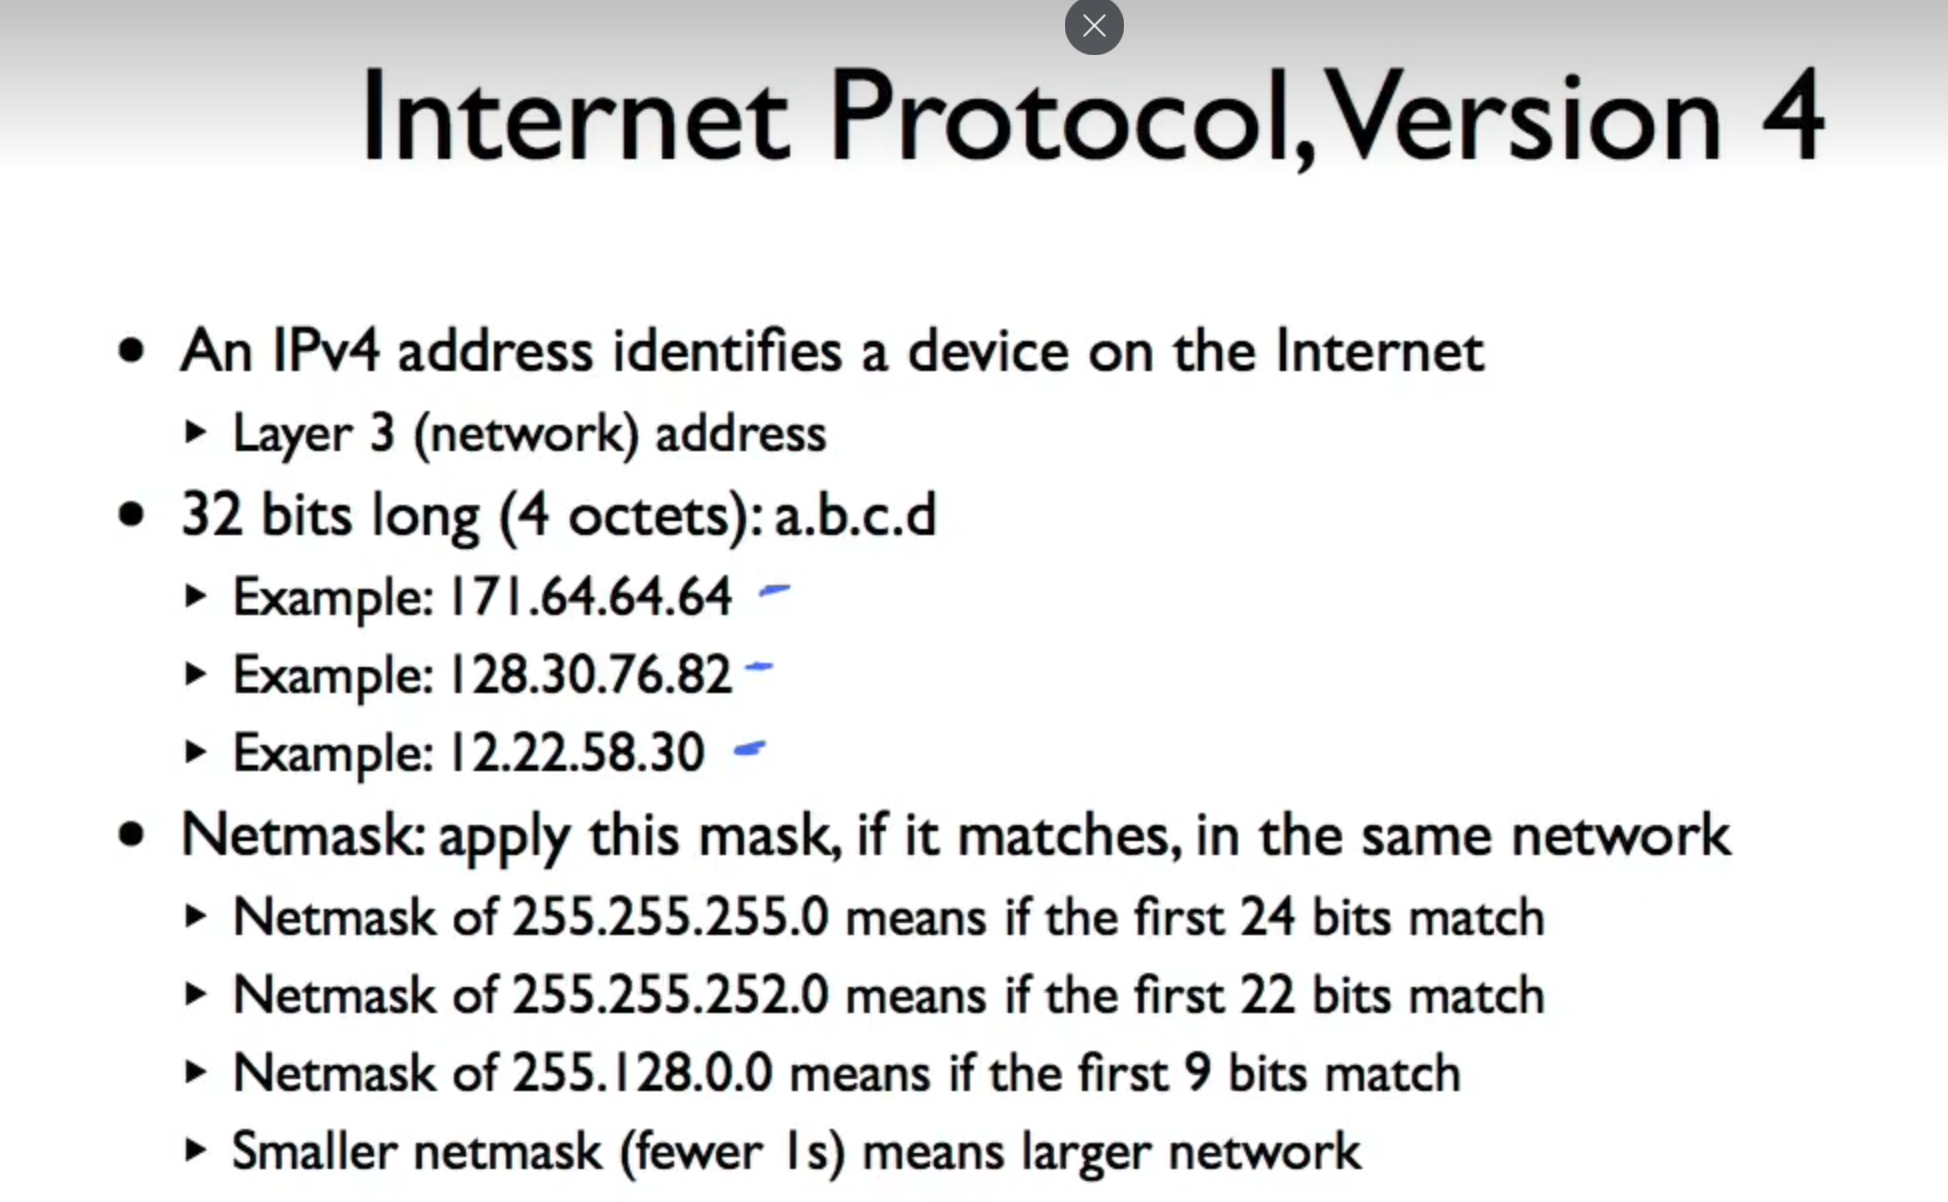 Internet Protocol, Version 4
• An IPv4 address identifies a device on the Internet
▸ Layer 3 (network) address
• 32 bits long (4 octets): a.b.c.d
▸ Example: 171.64.64.64
▸ Example: 128.30.76.82
▸ Example: 12.22.58.30
• Netmask: apply this mask, if it matches, in the same network
▸ Netmask of 255.255.255.0 means if the first 24 bits match
▸ Netmask of 255.255.252.0 means if the first 22 bits match
▸ Netmask of 255.128.0.0 means if the first 9 bits match
▸ Smaller netmask (fewer 1s) means larger network